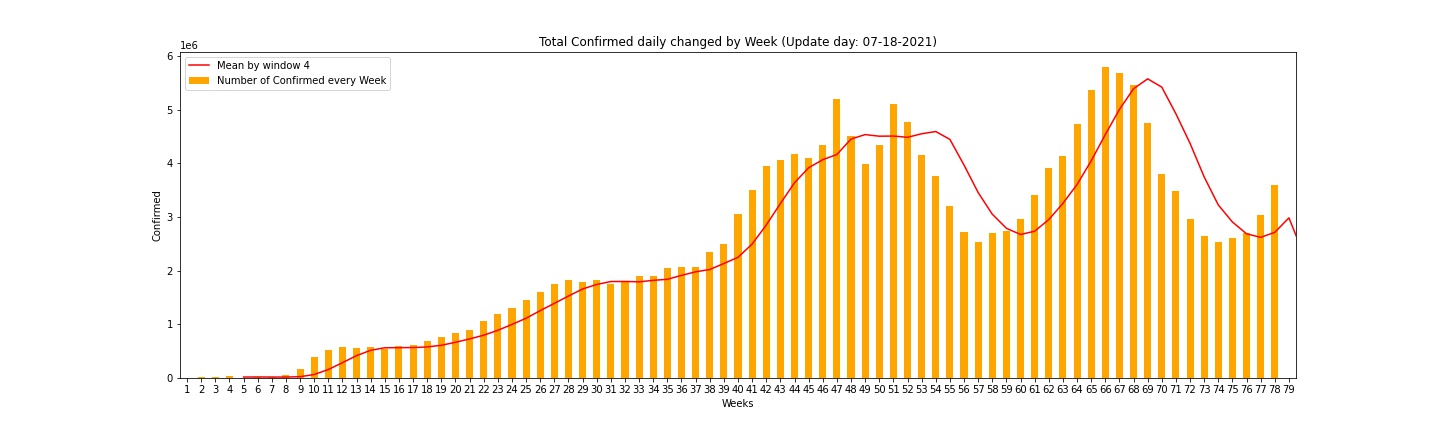 Total Confirmed daily changed by Week (Update day: 07-18-2021)
1e6
Mean by window 4
Number of Confirmed every Week
6
5
4
3
2
1
0
Confirmed
1 2 3 4 5 6 7 8 9 10 11 12 13 14 15 16 17 18 19 20 21 22 23 24 25 26 27 28 29 30 31 32 33 34 35 36 37 38 39 40 41 42 43 44 45 46 47 48 49 50 51 52 53 54 55 56 57 58 59 60 61 62 63 64 65 66 67 68 69 70 71 72 73 74 75 76 77 78 79
Weeks